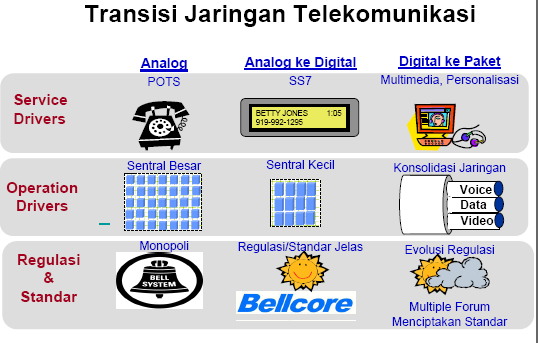 Transisi Jaringan Telekomunikasi
Analog
Analog ke Digital
Digital ke Paket
Service
Drivers
POTS
SS7
BETTY JONES 1:05
919-992-1295
Multimedia, Personalisasi
Operation
Drivers
Sentral Besar
Sentral Kecil
Konsolidasi Jaringan
Voice
Data
Video
Regulasi
&
Standar
Monopoli
BELL
SYSTEM
Regulasi/Standar Jelas
Bellcore
Evolusi Regulasi
Multiple Forum
Menciptakan Standar